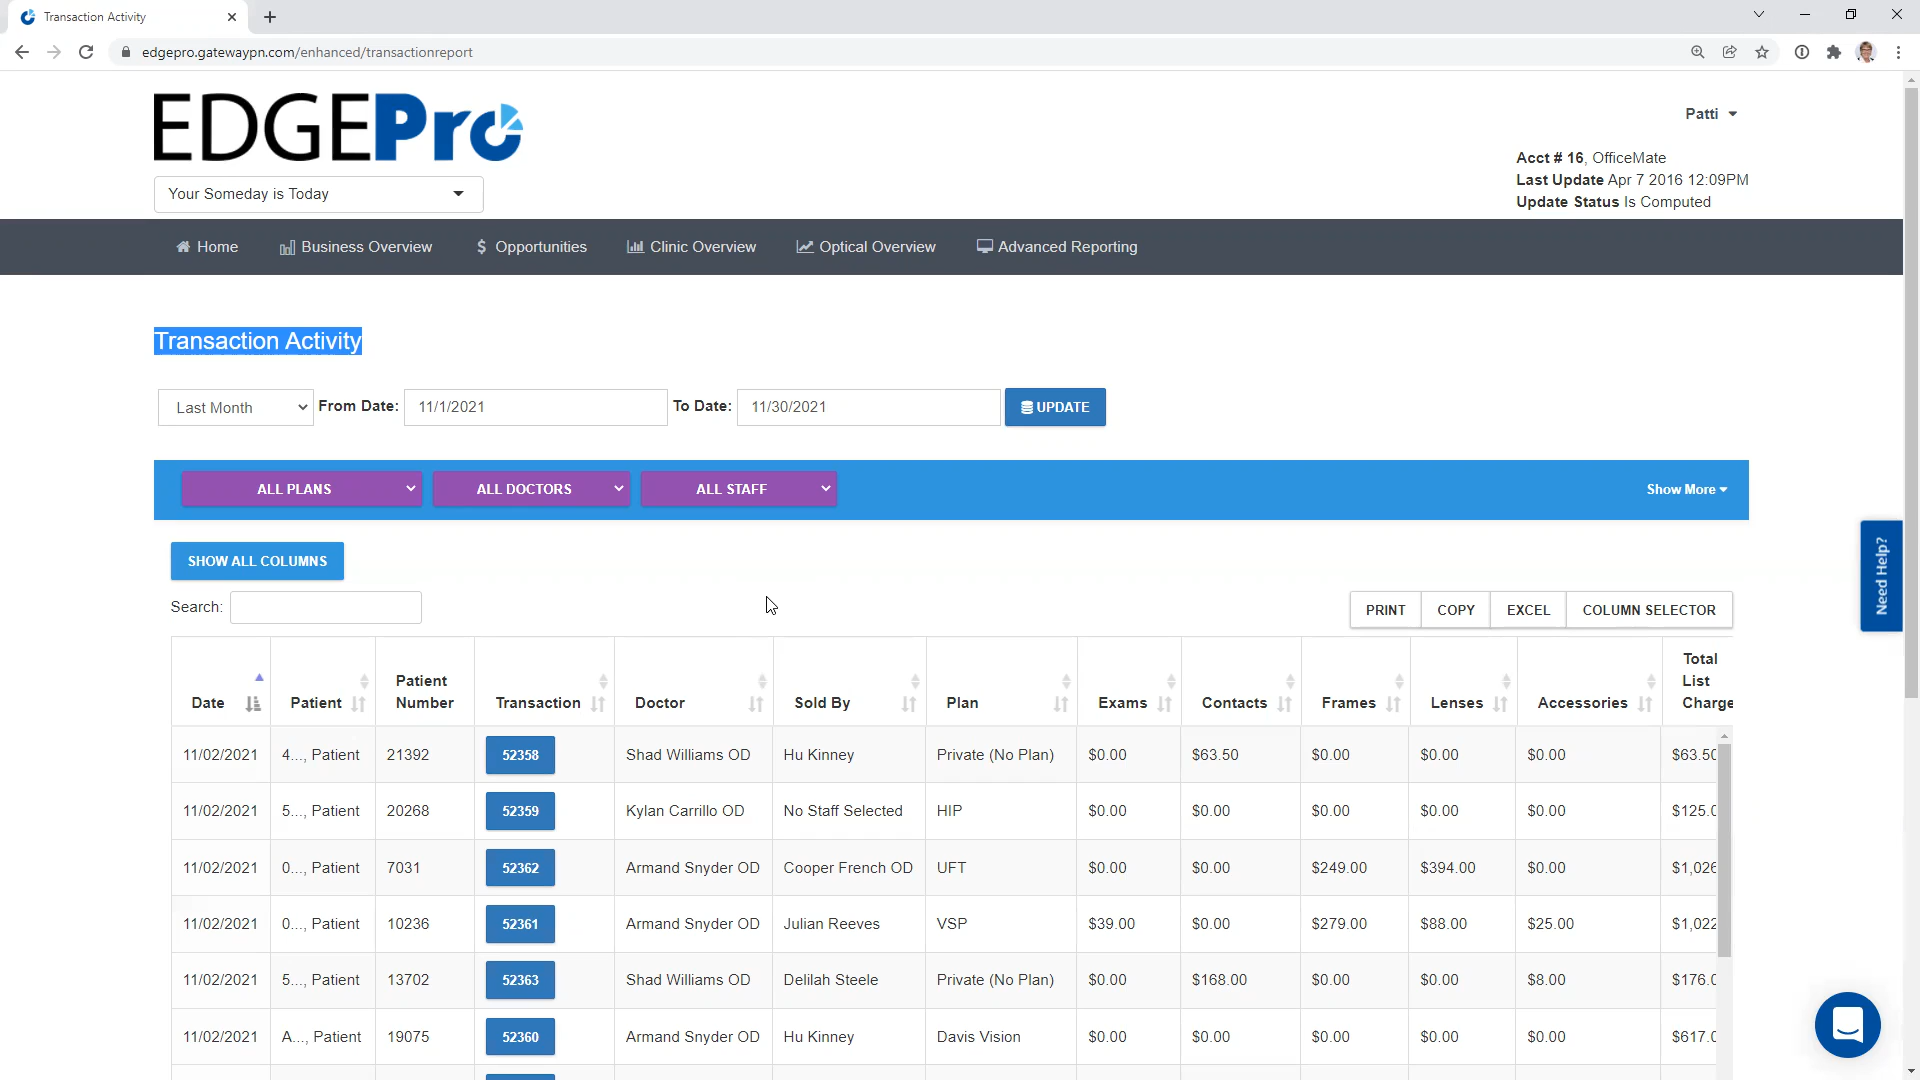 Transaction Activity
edgepro.gatewaypn.com/enhanced/transactionreport
EDGEPro
Patti
Acct # 16, OfficeMate
Last Update Apr 7 2016 12:09PM
Update Status Is Computed
Your Someday is Today
Home Business Overview $ Opportunities Clinic Overview Optical Overview Advanced Reporting
Transaction Activity
Last Month From Date: 11/1/2021 To Date: 11/30/2021 UPDATE
ALL PLANS ALL DOCTORS ALL STAFF Show More
Need Help?
SHOW ALL COLUMNS
Search: PRINT COPY EXCEL COLUMN SELECTOR
Date Patient Patient Number Transaction Doctor Sold By Plan Exams Contacts Frames Lenses Accessories Total List Charge
11/02/2021 4..., Patient 21392 52358 Shad Williams OD Hu Kinney Private (No Plan) $0.00 $63.50 $0.00 $0.00 $0.00 $63.50
11/02/2021 5..., Patient 20268 52359 Kylan Carrillo OD No Staff Selected HIP $0.00 $0.00 $0.00 $0.00 $0.00 $125.0
11/02/2021 0..., Patient 7031 52362 Armand Snyder OD Cooper French OD UFT $0.00 $0.00 $249.00 $394.00 $0.00 $1,026
11/02/2021 0..., Patient 10236 52361 Armand Snyder OD Julian Reeves VSP $39.00 $0.00 $279.00 $88.00 $25.00 $1,022
11/02/2021 5..., Patient 13702 52363 Shad Williams OD Delilah Steele Private (No Plan) $0.00 $168.00 $0.00 $0.00 $8.00 $176.0
11/02/2021 A..., Patient 19075 52360 Armand Snyder OD Hu Kinney Davis Vision $0.00 $0.00 $0.00 $0.00 $0.00 $617.0